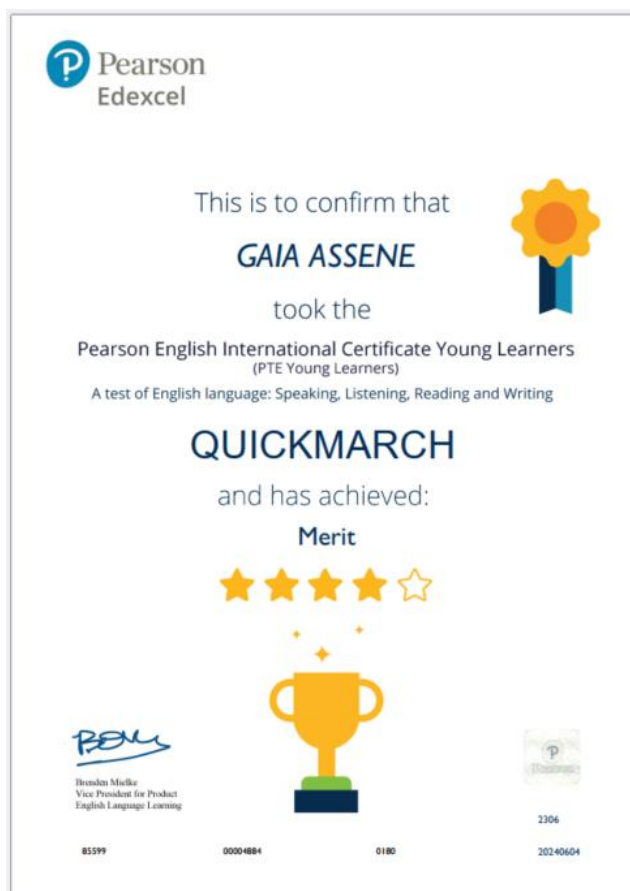 Pearson
Edexcel
This is to confirm that
GAIA ASSENE
took the
Pearson English International Certificate Young Learners
(PTE Young Learners)
A test of English language: Speaking, Listening, Reading and Writing
QUICKMARCH
and has achieved:
Merit
Brenden Mielke
Vice President for Product
English Language Learning
Pearson
2306
85599 00004884 0180 20240604